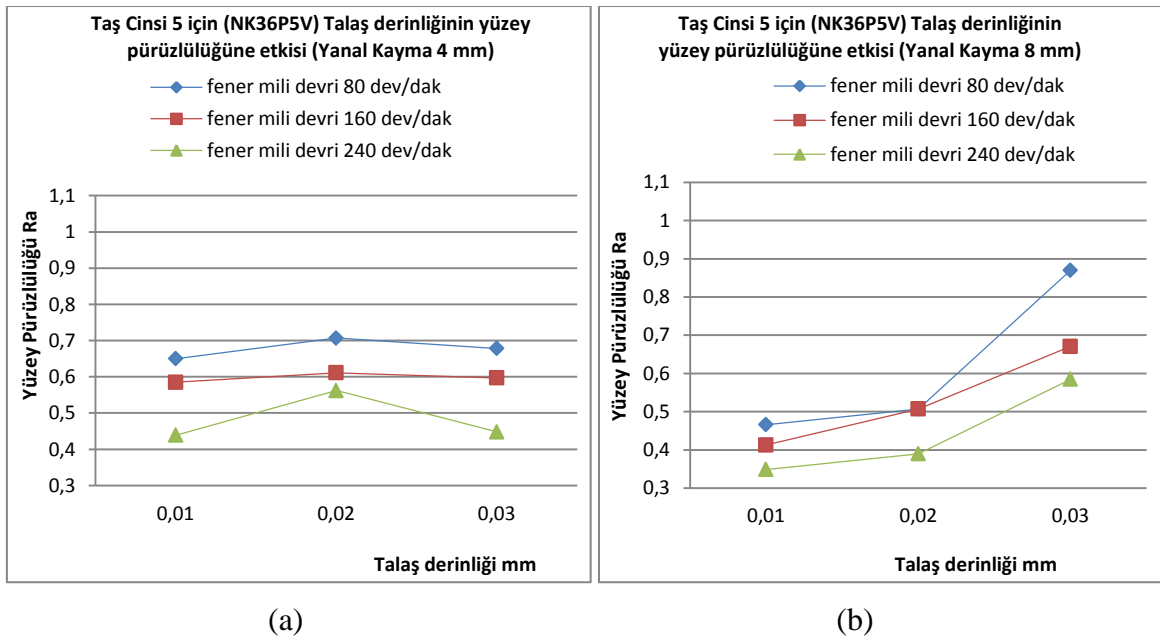 Taş Cinsi 5 için (NK36P5V) Talaş derinliğinin yüzey
pürüzlülüğüne etkisi (Yanal Kayma 4 mm)
fener mili devri 80 dev/dak
fener mili devri 160 dev/dak
fener mili devri 240 dev/dak
Yüzey Pürüzlülüğü Ra
1,1
1
0,9
0,8
0,7
0,6
0,5
0,4
0,3
0,01
0,02
0,03
Talaş derinliği mm
(a)
Taş Cinsi 5 için (NK36P5V) Talaş derinliğinin
yüzey pürüzlülüğüne etkisi (Yanal Kayma 8 mm)
fener mili devri 80 dev/dak
fener mili devri 160 dev/dak
fener mili devri 240 dev/dak
Yüzey Pürüzlülüğü Ra
1,1
1
0,9
0,8
0,7
0,6
0,5
0,4
0,3
0,01
0,02
0,03
Talaş derinliği mm
(b)